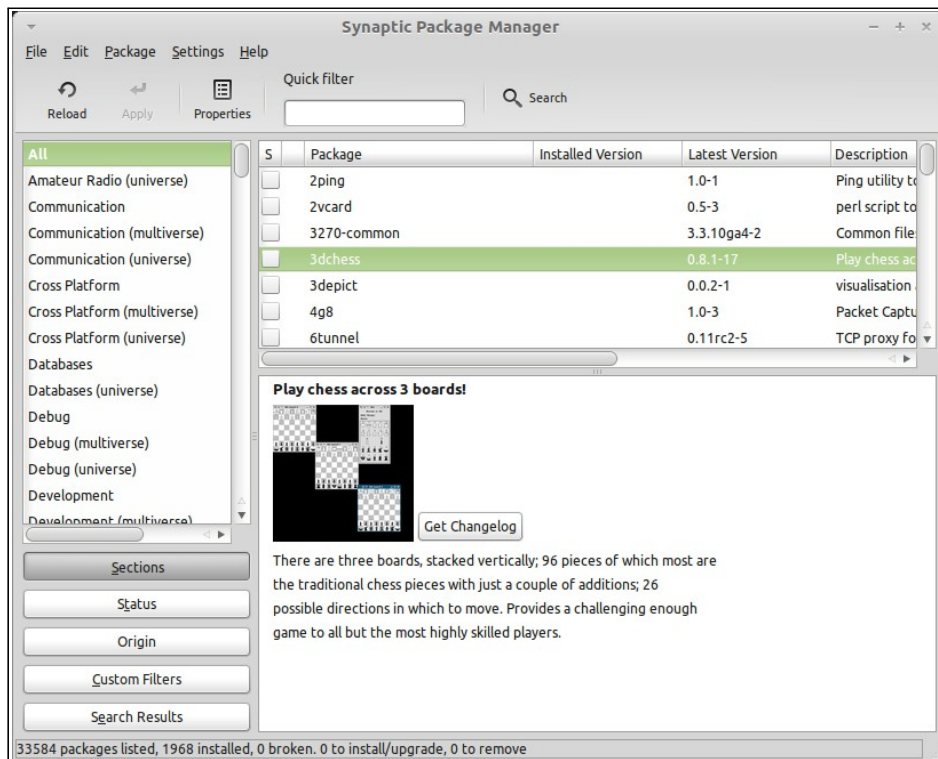 Synaptic Package Manager
File Edit Package Settings Help
Reload Apply Properties Quick filter Search
All
Amateur Radio (universe)
Communication
Communication (multiverse)
Communication (universe)
Cross Platform
Cross Platform (multiverse)
Cross Platform (universe)
Databases
Databases (universe)
Debug
Debug (multiverse)
Debug (universe)
Development
Development (multiverse)
Sections
Status
Origin
Custom Filters
Search Results
S Package Installed Version Latest Version Description
2ping 1.0-1 Ping utility to
2vcard 0.5-3 perl script to
3270-common 3.3.10ga4-2 Common file
3dchess 0.8.1-17 Play chess ac
3depict 0.0.2-1 visualisation
4g8 1.0-3 Packet Captu
6tunnel 0.11rc2-5 TCP proxy fo
Play chess across 3 boards!
Get Changelog
There are three boards, stacked vertically; 96 pieces of which most are
the traditional chess pieces with just a couple of additions; 26
possible directions in which to move. Provides a challenging enough
game to all but the most highly skilled players.
33584 packages listed, 1968 installed, 0 broken. 0 to install/upgrade, 0 to remove